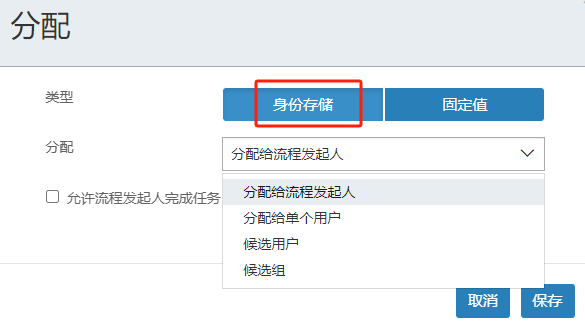 分配
类型
身份存储 固定值
分配
分配给流程发起人
允许流程发起人完成任务
分配给流程发起人
分配给单个用户
候选用户
候选组
取消 保存